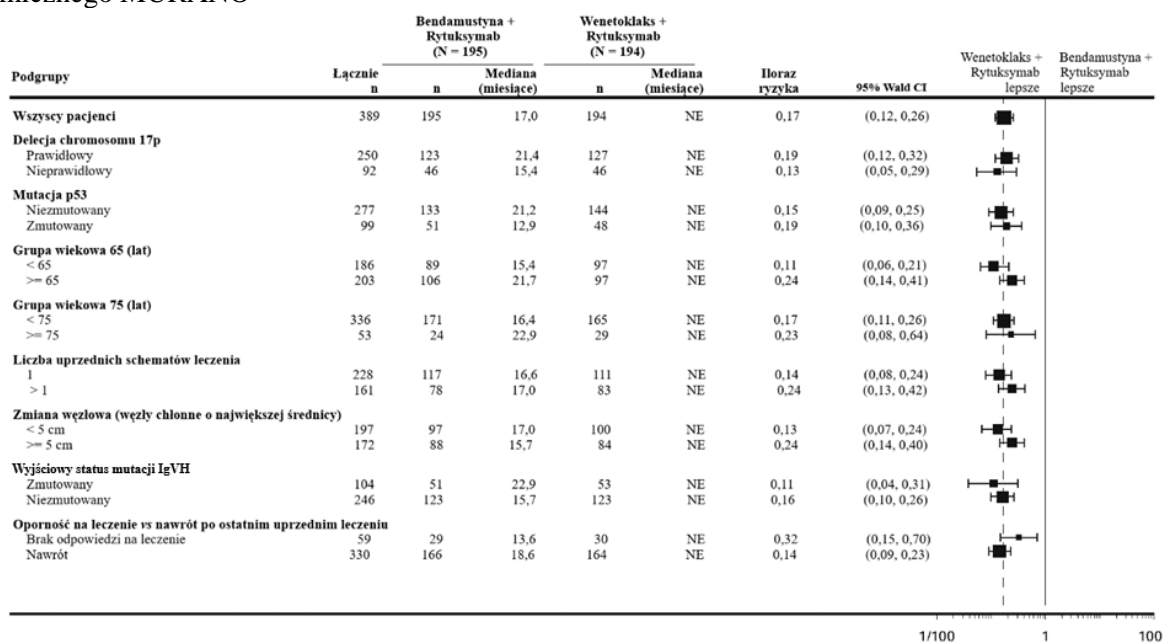 micznego MURANO
Bendamustyna + Rytuksymab (N = 195) Wenetoklaks + Rytuksymab (N = 194)
Podgrupy Łącznie n n Mediana (miesiące) n Mediana (miesiące) Iloraz ryzyka 95% Wald CI Wenetoklaks + Rytuksymab lepsze Bendamustyna + Rytuksymab lepsze
Wszyscy pacjenci 389 195 17,0 194 NE 0,17 (0,12, 0,26)
Delecja chromosomu 17p
Prawidłowy 250 123 21,4 127 NE 0,19 (0,12, 0,32)
Nieprawidłowy 92 46 15,4 46 NE 0,13 (0,05, 0,29)
Mutacja p53
Niezmutowany 277 133 21,2 144 NE 0,15 (0,09, 0,25)
Zmutowany 99 51 12,9 48 NE 0,19 (0,10, 0,36)
Grupa wiekowa 65 (lat)
< 65 186 89 15,4 97 NE 0,11 (0,06, 0,21)
>= 65 203 106 21,7 97 NE 0,24 (0,14, 0,41)
Grupa wiekowa 75 (lat)
< 75 336 171 16,4 165 NE 0,17 (0,11, 0,26)
>= 75 53 24 22,9 29 NE 0,23 (0,08, 0,64)
Liczba uprzednich schematów leczenia
1 228 117 16,6 111 NE 0,14 (0,08, 0,24)
> 1 161 78 17,0 83 NE 0,24 (0,13, 0,42)
Zmiana węzłowa (węzły chłonne o największej średnicy)
< 5 cm 197 97 17,0 100 NE 0,13 (0,07, 0,24)
>= 5 cm 172 88 15,7 84 NE 0,24 (0,14, 0,40)
Wyjściowy status mutacji IgVH
Zmutowany 104 51 22,9 53 NE 0,11 (0,04, 0,31)
Niezmutowany 246 123 15,7 123 NE 0,16 (0,10, 0,26)
Oporność na leczenie vs nawrót po ostatnim uprzednim leczeniu
Brak odpowiedzi na leczenie 59 29 13,6 30 NE 0,32 (0,15, 0,70)
Nawrót 330 166 18,6 164 NE 0,14 (0,09, 0,23)
1/100 1 100